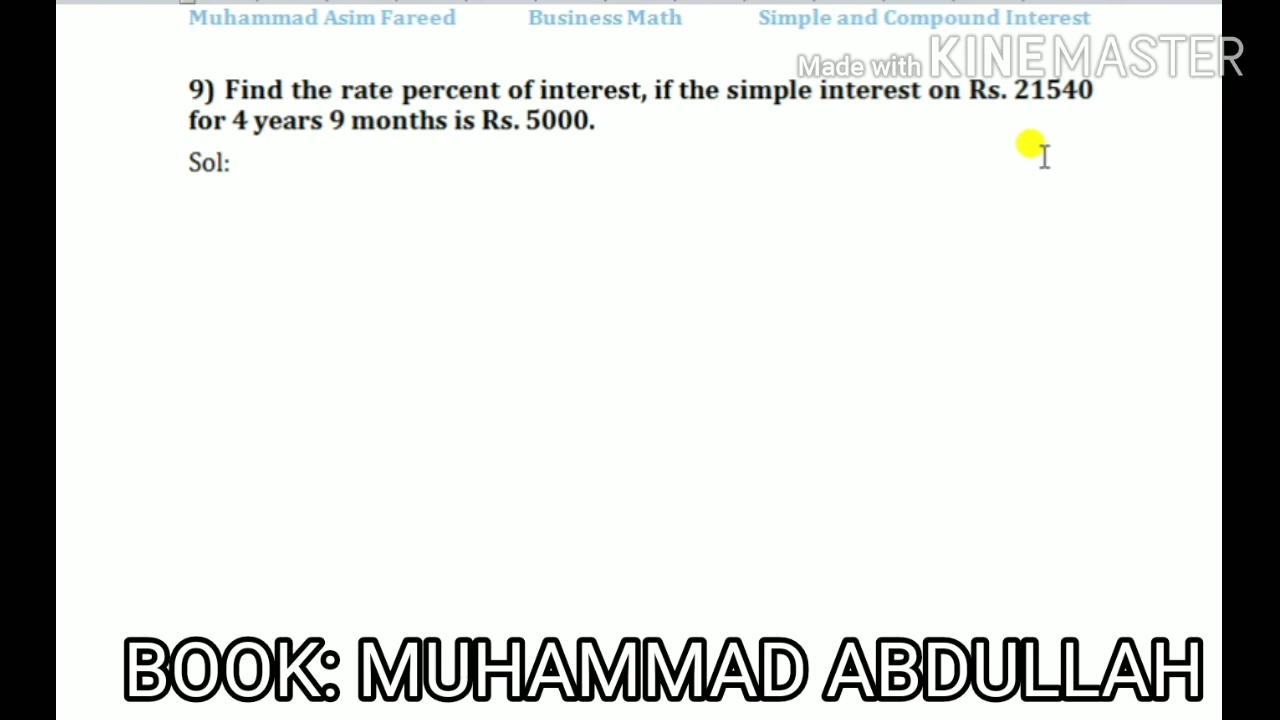 Muhammad Asim Fareed Business Math Simple and Compound Interest
Made with KINEMASTER
9) Find the rate percent of interest, if the simple interest on Rs. 21540
for 4 years 9 months is Rs. 5000.
Sol:
BOOK: MUHAMMAD ABDULLAH